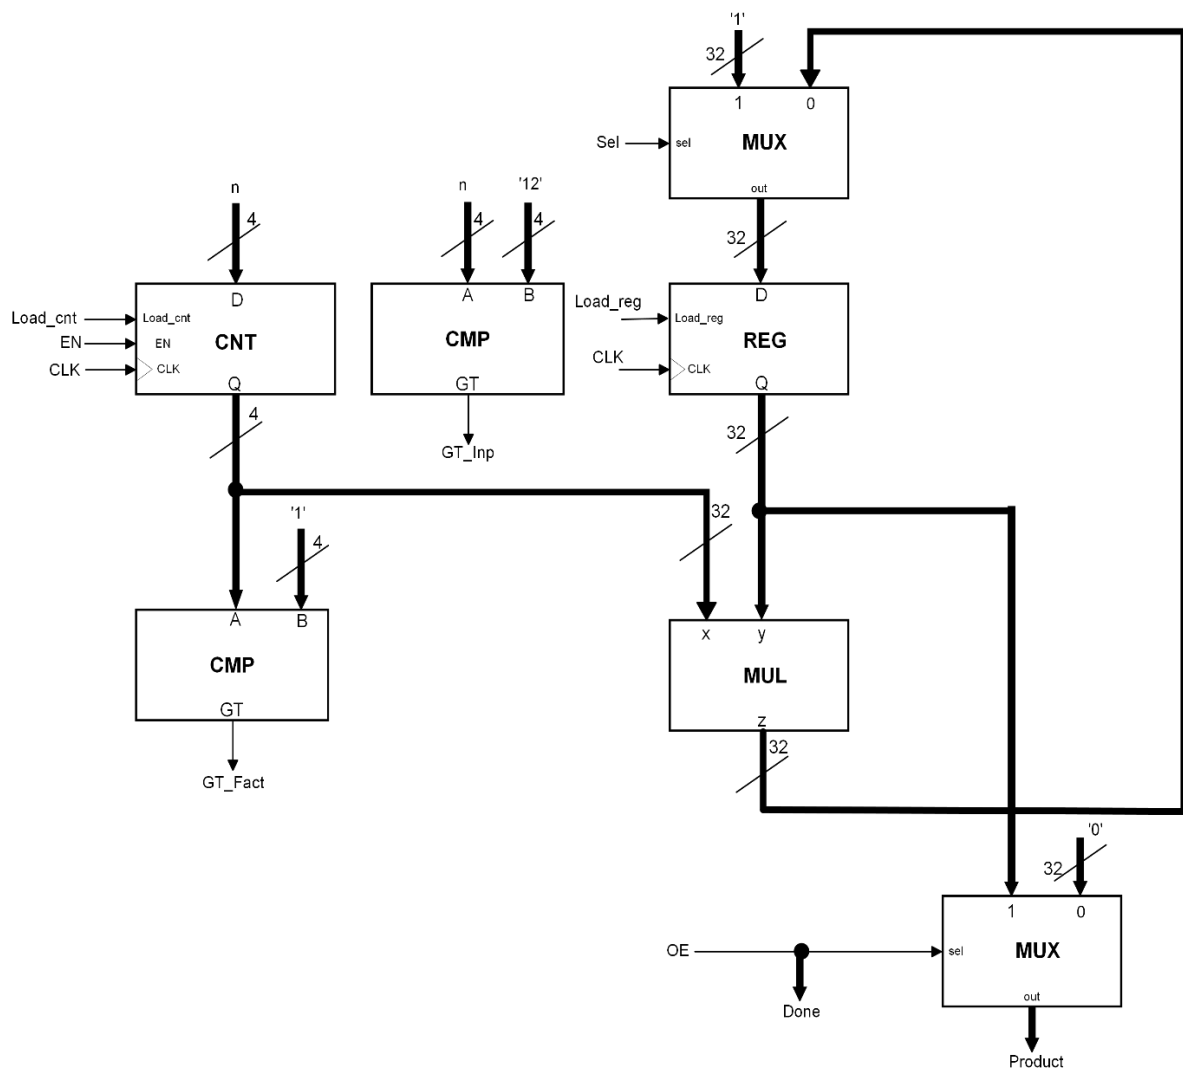 '1'
32
1 0
Sel
sel
MUX
out
n
4
n
'12'
4
4
32
D
Load_cnt
Load_cnt
EN
EN
CNT
CLK
CLK
Q
A B
CMP
GT
GT_Inp
Load_reg
D
Load_reg
REG
CLK
CLK
Q
4
32
'1'
4
32
A B
CMP
GT
GT_Fact
x y
MUL
z
32
'0'
32
1 0
OE
sel
MUX
out
Done
Product